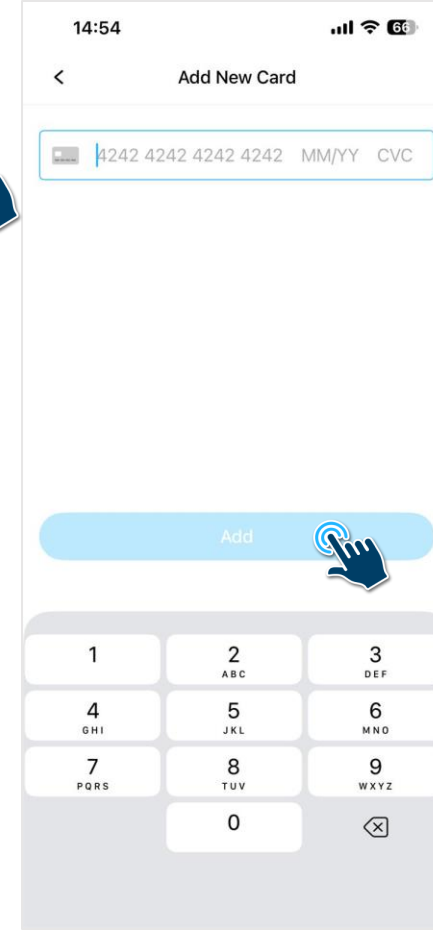 14:54 66
Add New Card
4242 4242 4242 4242 MM/YY CVC
Add
1 2 3
ABC DEF
4 5 6
GHI JKL MNO
7 8 9
PQRS TUV WXYZ
0